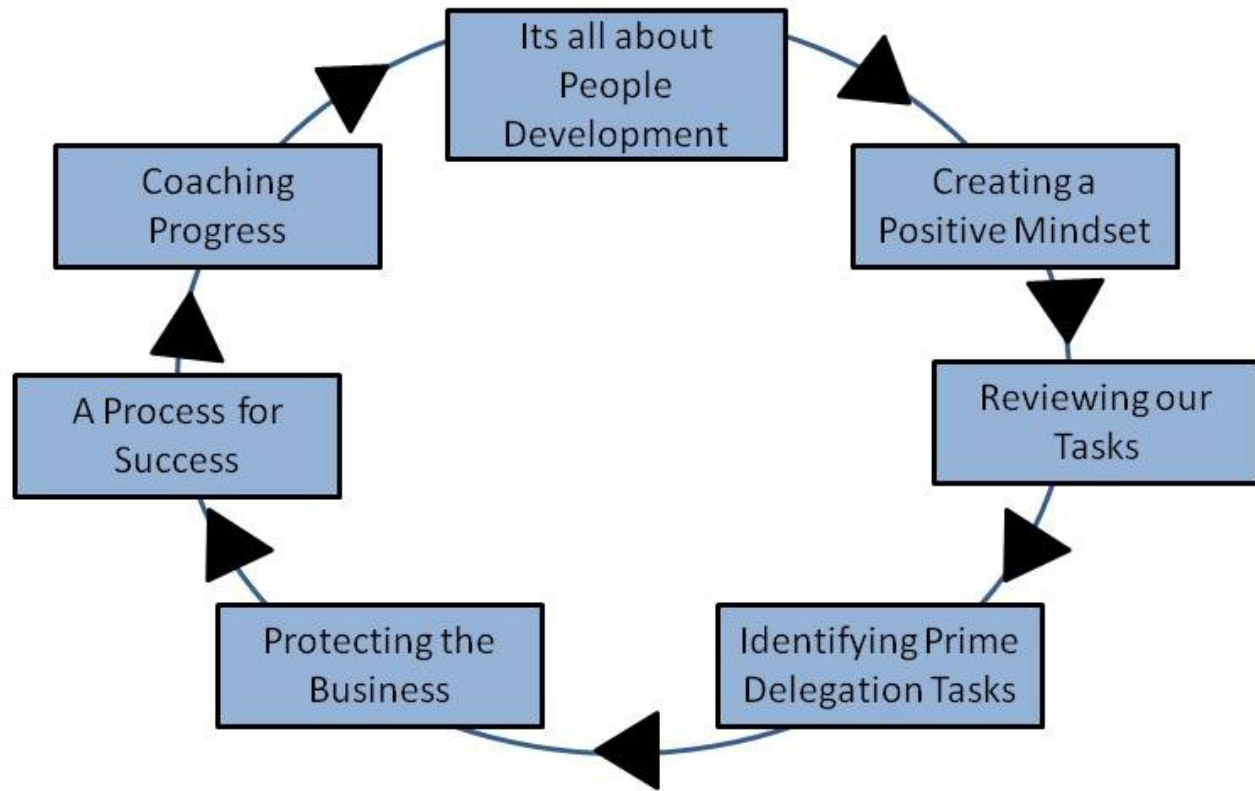 Its all about
People
Development
Creating a
Positive Mindset
Reviewing our
Tasks
Identifying Prime
Delegation Tasks
Protecting the
Business
A Process for
Success
Coaching
Progress